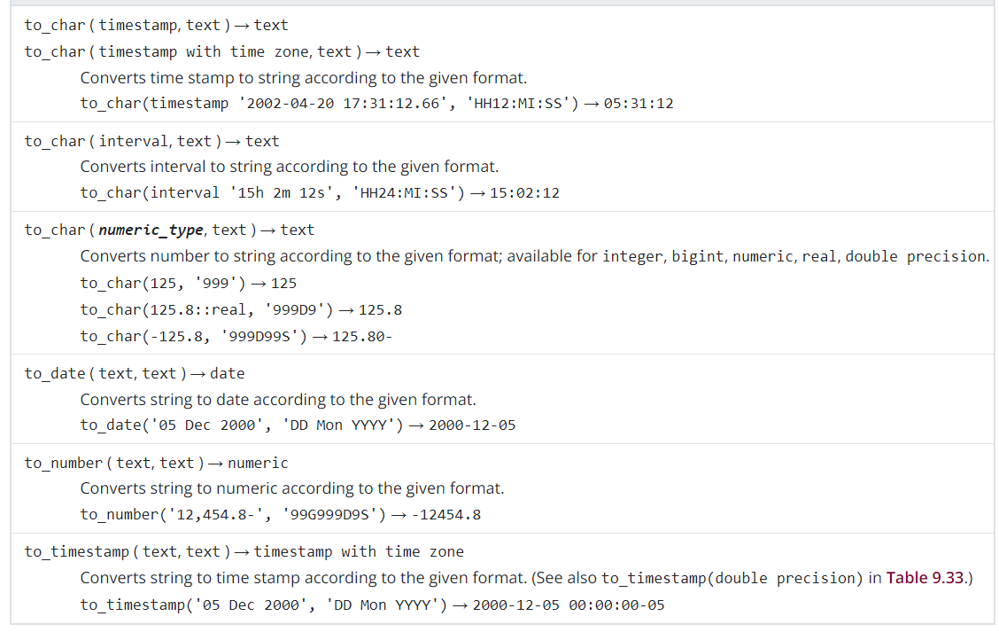 to_char ( timestamp, text ) → text
to_char ( timestamp with time zone, text ) → text
Converts time stamp to string according to the given format.
to_char(timestamp '2002-04-20 17:31:12.66', 'HH12:MI:SS') → 05:31:12
to_char ( interval, text ) → text
Converts interval to string according to the given format.
to_char(interval '15h 2m 12s', 'HH24:MI:SS') → 15:02:12
to_char ( numeric_type, text ) → text
Converts number to string according to the given format; available for integer, bigint, numeric, real, double precision.
to_char(125, '999') → 125
to_char(125.8::real, '999D9') → 125.8
to_char(-125.8, '999D99S') → 125.80-
to_date ( text, text ) → date
Converts string to date according to the given format.
to_date('05 Dec 2000', 'DD Mon YYYY') → 2000-12-05
to_number ( text, text ) → numeric
Converts string to numeric according to the given format.
to_number('12,454.8-', '99G999D9S') → -12454.8
to_timestamp ( text, text ) → timestamp with time zone
Converts string to time stamp according to the given format. (See also to_timestamp(double precision) in Table 9.33.)
to_timestamp('05 Dec 2000', 'DD Mon YYYY') → 2000-12-05 00:00:00-05